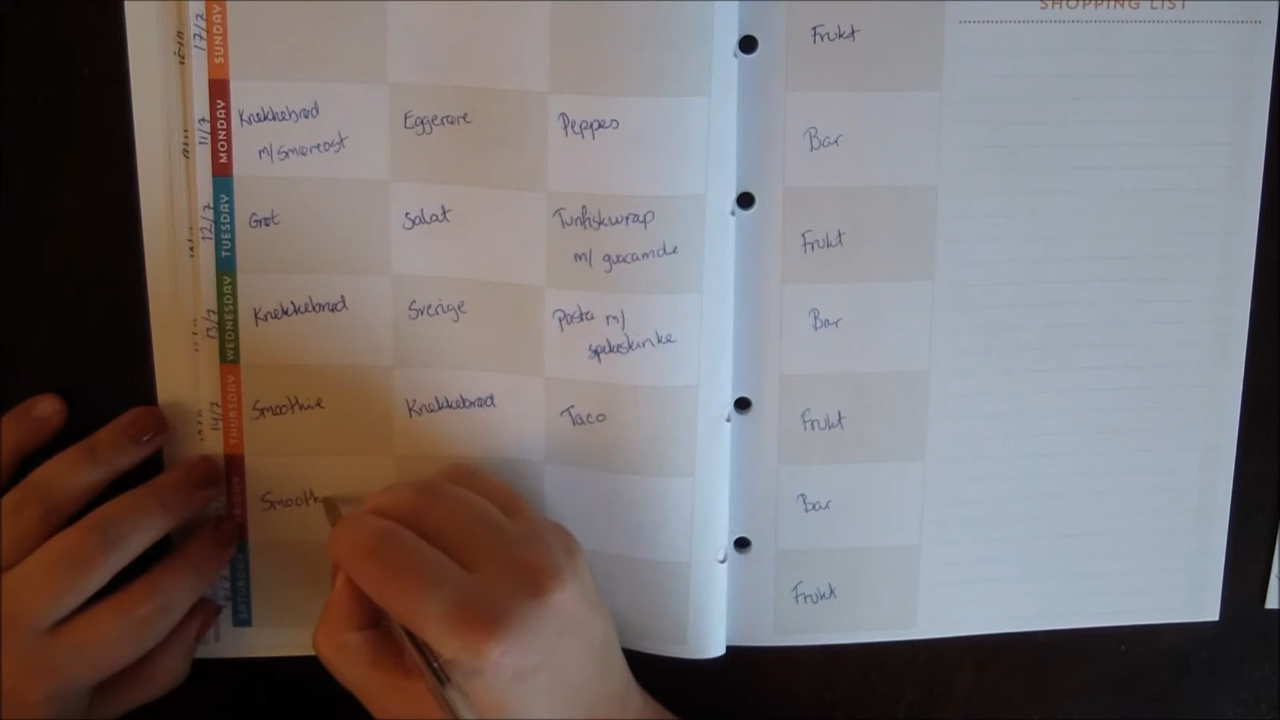 SHOPPING LIST
17/7 SUNDAY Frukt
11/7 MONDAY Knekkebrød Eggerøre Peppes Bar
m/ smøreost
12/7 TUESDAY Grøt Salat Tunfiskwrap Frukt
m/ guacamole
13/7 WEDNESDAY Knekkebrød Sverige Pasta m/ Bar
spekeskinke
14/7 THURSDAY Smoothie Knekkebrød Taco Frukt
Smooth Bar
SATURDAY Frukt